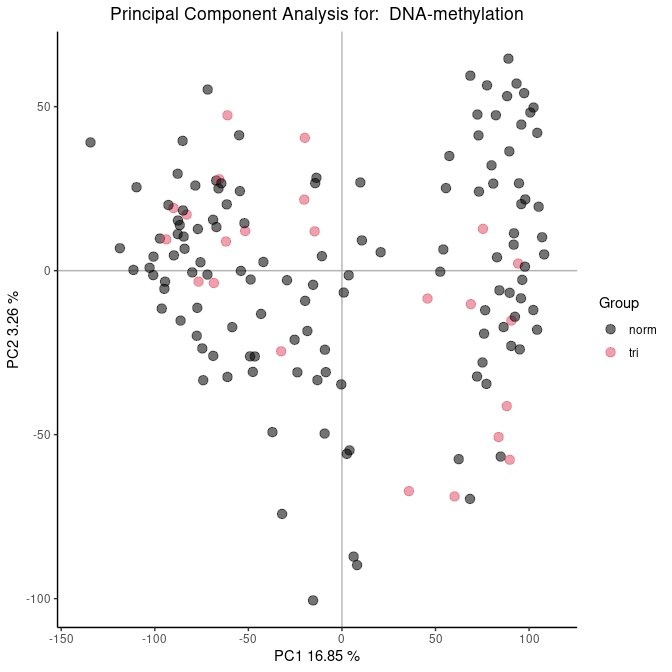 Principal Component Analysis for:  DNA-methylation
50
0
-50
-100
PC2 3.26 %
-150
-100
-50
0
50
100
PC1 16.85 %
Group
norm
tri